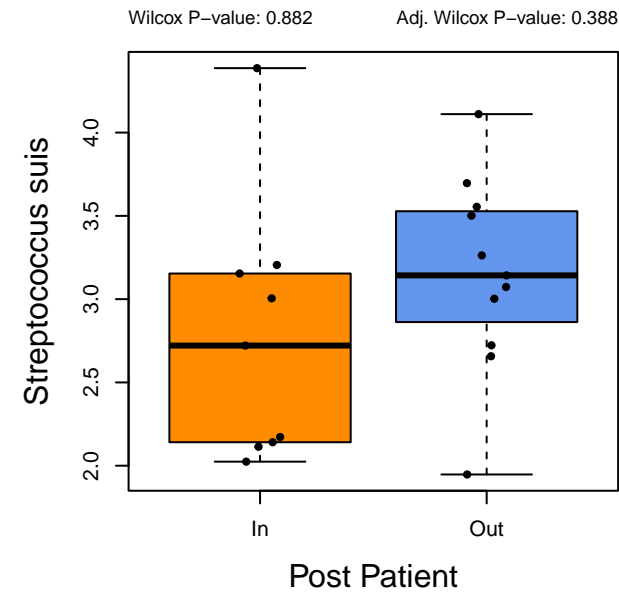 Wilcox P−value: 0.882
Adj. Wilcox P−value: 0.388
Streptococcus suis
4.0
3.5
3.0
2.5
2.0
In
Out
Post Patient